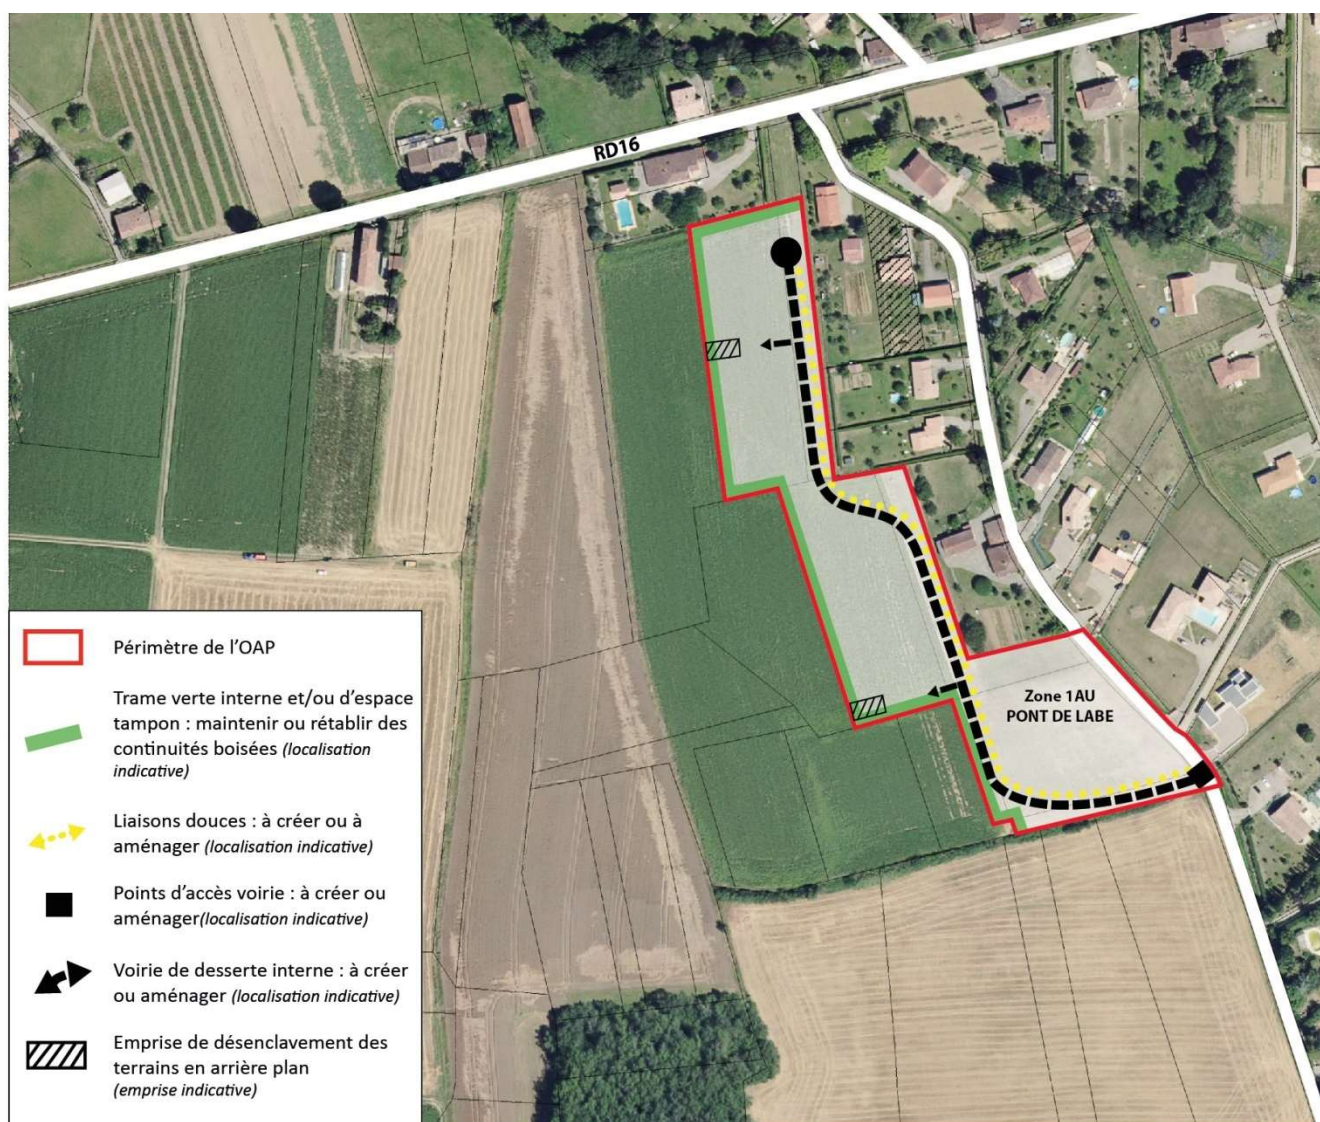 RD16
Zone 1AU
PONT DE LABE
Périmètre de l'OAP
Trame verte interne et/ou d'espace
tampon : maintenir ou rétablir des
continuités boisées (localisation
indicative)
Liaisons douces : à créer ou à
aménager (localisation indicative)
Points d'accès voirie : à créer ou
aménager(localisation indicative)
Voirie de desserte interne : à créer
ou aménager (localisation indicative)
Emprise de désenclavement des
terrains en arrière plan
(emprise indicative)